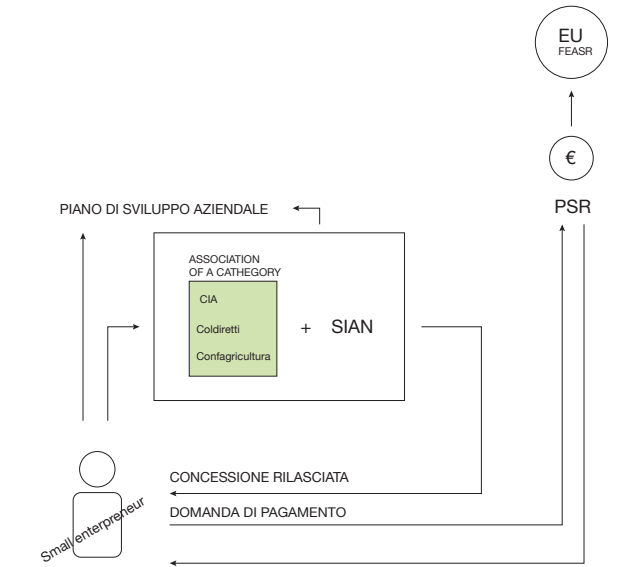 EU
FEASR
€
PSR
PIANO DI SVILUPPO AZIENDALE
ASSOCIATION
OF A CATHEGORY
CIA
Coldiretti
Confagricultura
+ SIAN
CONCESSIONE RILASCIATA
DOMANDA DI PAGAMENTO
Small enterpreneur